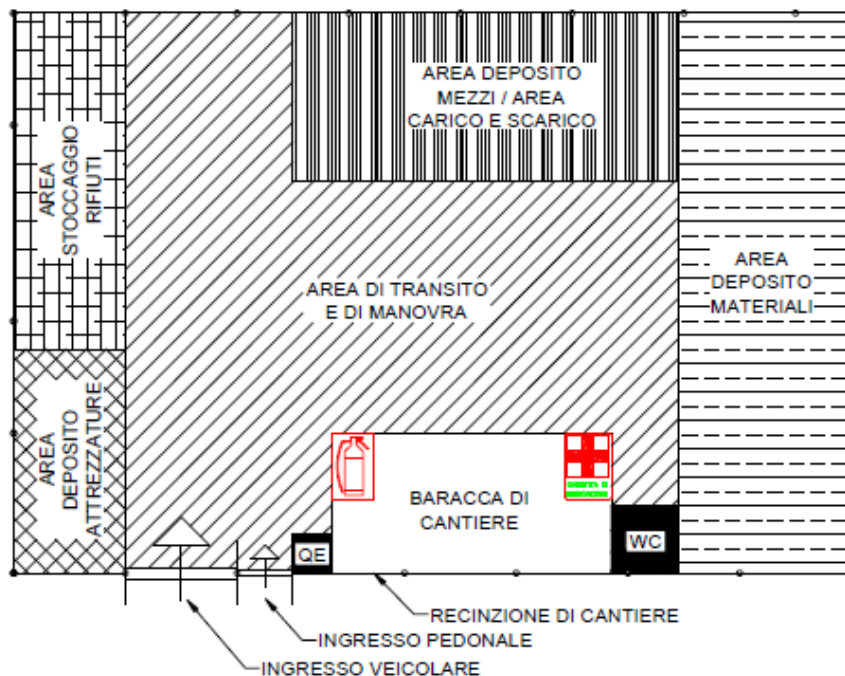 AREA DEPOSITO
MEZZI / AREA
CARICO E SCARICO
AREA
STOCCAGGIO
RIFIUTI
AREA DI TRANSITO
E DI MANOVRA
AREA
DEPOSITO
MATERIALI
AREA
DEPOSITO
ATTREZZATURE
BARACCA DI
CANTIERE
QE
WC
RECINZIONE DI CANTIERE
INGRESSO PEDONALE
INGRESSO VEICOLARE